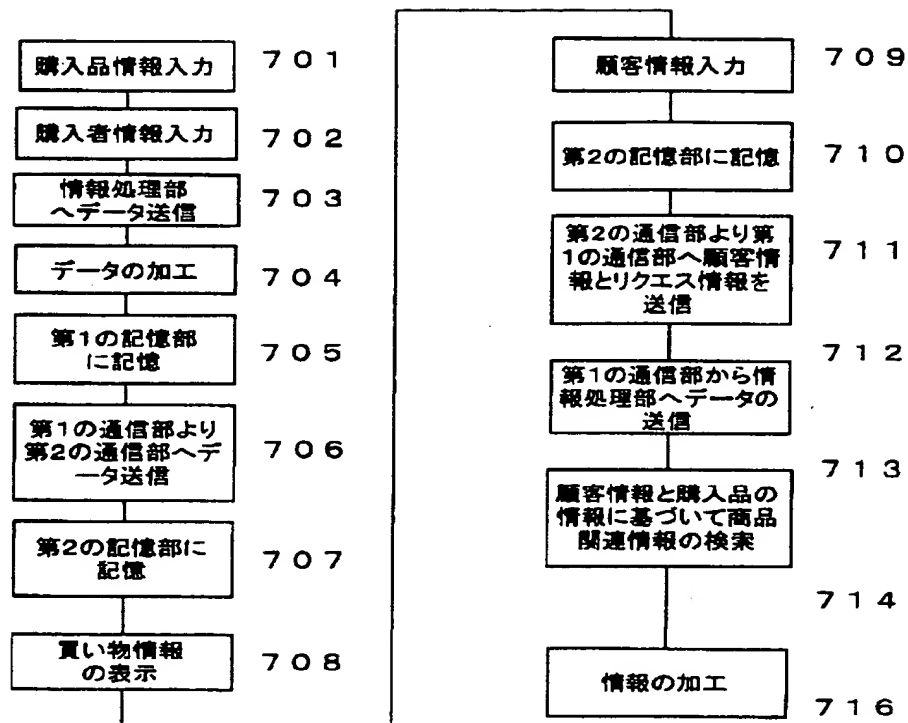 購入品情報入力
701
購入者情報入力
702
情報処理部
へデータ送信
703
データの加工
704
第1の記憶部
に記憶
705
第1の通信部より
第2の通信部へデ
ータ送信
706
第2の記憶部に
記憶
707
買い物情報
の表示
708
顧客情報入力
709
第2の記憶部に記憶
710
第2の通信部より第
1の通信部へ顧客情
報とリクエス情報を
送信
711
712
第1の通信部から情
報処理部へデータの
送信
713
顧客情報と購入品の
情報に基づいて商品
関連情報の検索
714
情報の加工
716